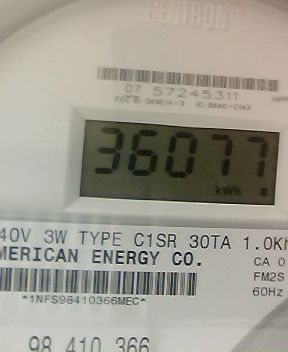 CENTRON
07 57245311
36077
kWh
40V 3W TYPE C1SR 30TA 1.0Kh
MERICAN ENERGY CO.
CA 0
FM2S
*1NFS98410366MEC*
60Hz
98 410 366